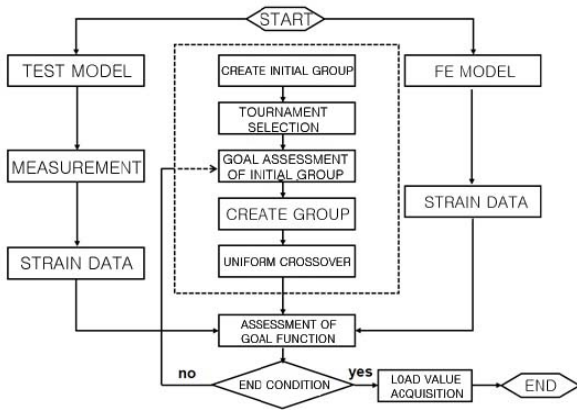 START
TEST MODEL
CREATE INITIAL GROUP
FE MODEL
TOURNAMENT
SELECTION
MEASUREMENT
GOAL ASSESSMENT
OF INITIAL GROUP
CREATE GROUP
STRAIN DATA
STRAIN DATA
UNIFORM CROSSOVER
ASSESSMENT OF
GOAL FUNCTION
no
END CONDITION
yes
LOAD VALUE
ACQUISITION
END